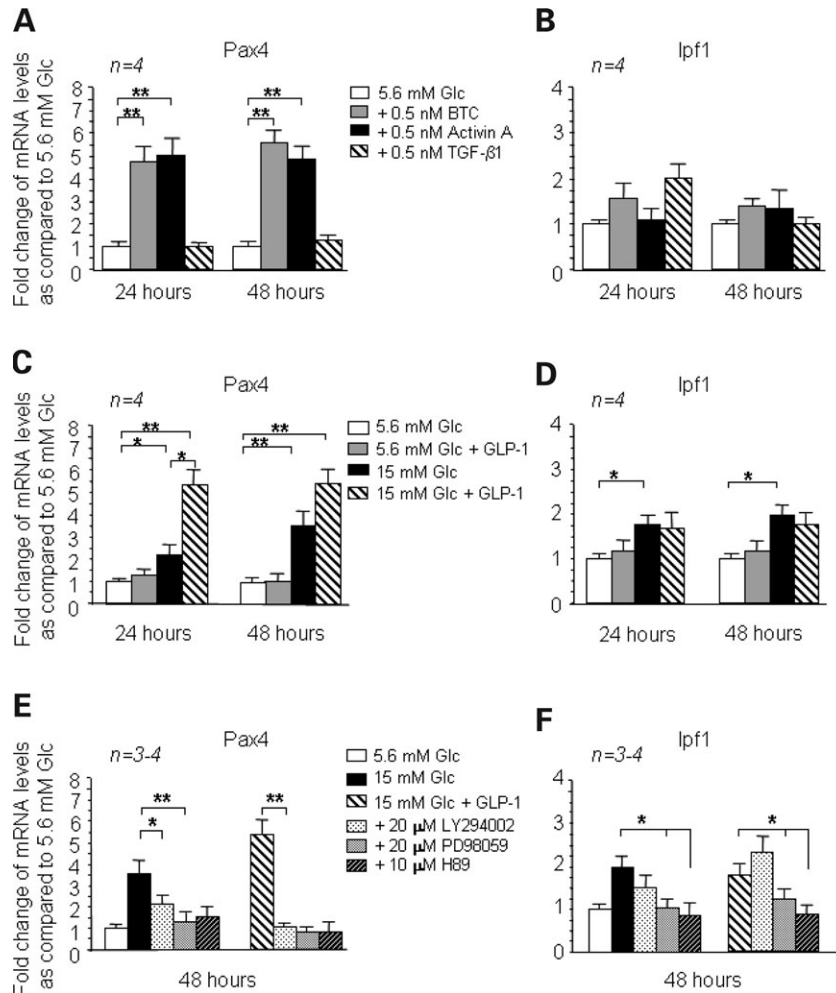 A
Pax4
n=4
Fold change of mRNA levels
as compared to 5.6 mM Glc
8
7
6
5
4
3
2
1
0
**
**
**
**
24 hours
48 hours
5.6 mM Glc
+ 0.5 nM BTC
+ 0.5 nM Activin A
+ 0.5 nM TGF-β1
B
Ipf1
n=4
4
3
2
1
0
24 hours
48 hours
C
Pax4
n=4
Fold change of mRNA levels
as compared to 5.6 mM Glc
8
7
6
5
4
3
2
1
0
**
*
*
**
**
24 hours
48 hours
5.6 mM Glc
5.6 mM Glc + GLP-1
15 mM Glc
15 mM Glc + GLP-1
D
Ipf1
n=4
4
3
2
1
0
*
*
24 hours
48 hours
E
Pax4
n=3-4
Fold change of mRNA levels
as compared to 5.6 mM Glc
8
7
6
5
4
3
2
1
0
**
*
**
48 hours
5.6 mM Glc
15 mM Glc
15 mM Glc + GLP-1
+ 20 μM LY294002
+ 20 μM PD98059
+ 10 μM H89
F
Ipf1
n=3-4
4
3
2
1
0
*
*
48 hours